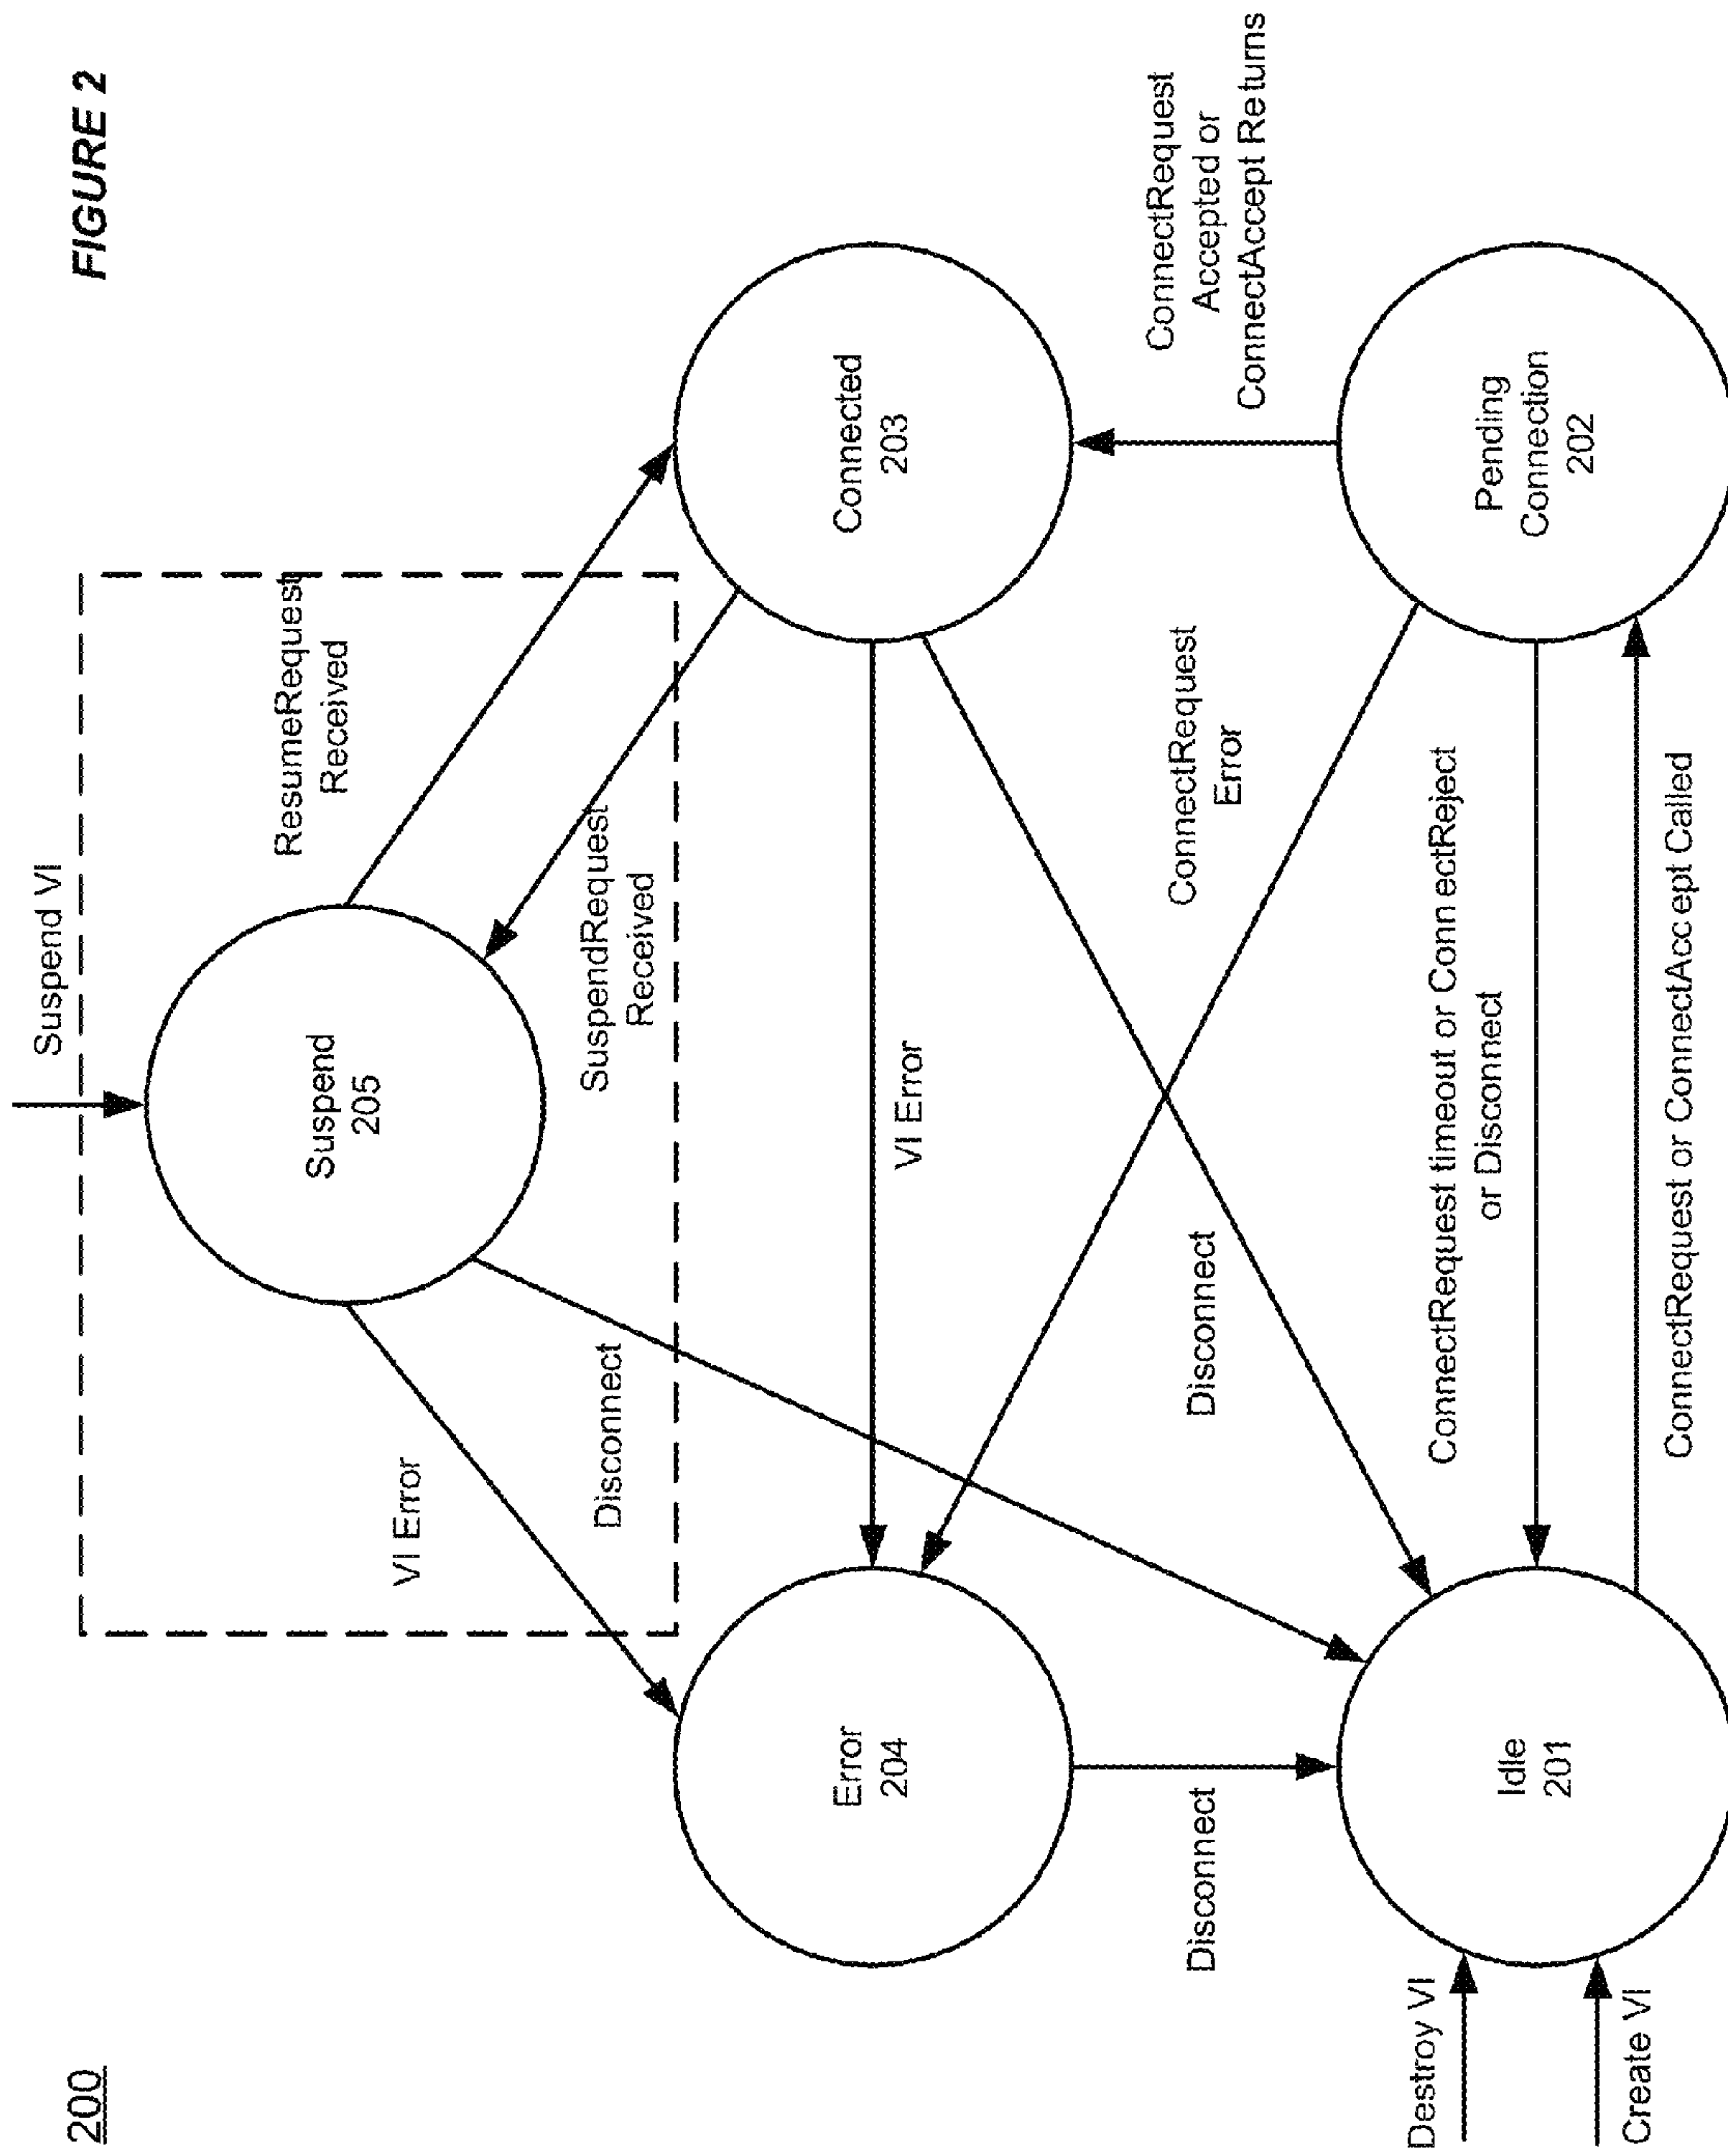 200
FIGURE 2
Suspend VI
Suspend
205
ResumeRequest
Received
VI Error
SuspendRequest
Received
Disconnect
Error
204
VI Error
Connected
203
Disconnect
Disconnect
ConnectRequest
Error
ConnectRequest
Accepted or
ConnectAccept Returns
Destroy VI
Create VI
Idle
201
ConnectRequest timeout or ConnectReject
or Disconnect
Pending
Connection
202
ConnectRequest or ConnectAccept Called